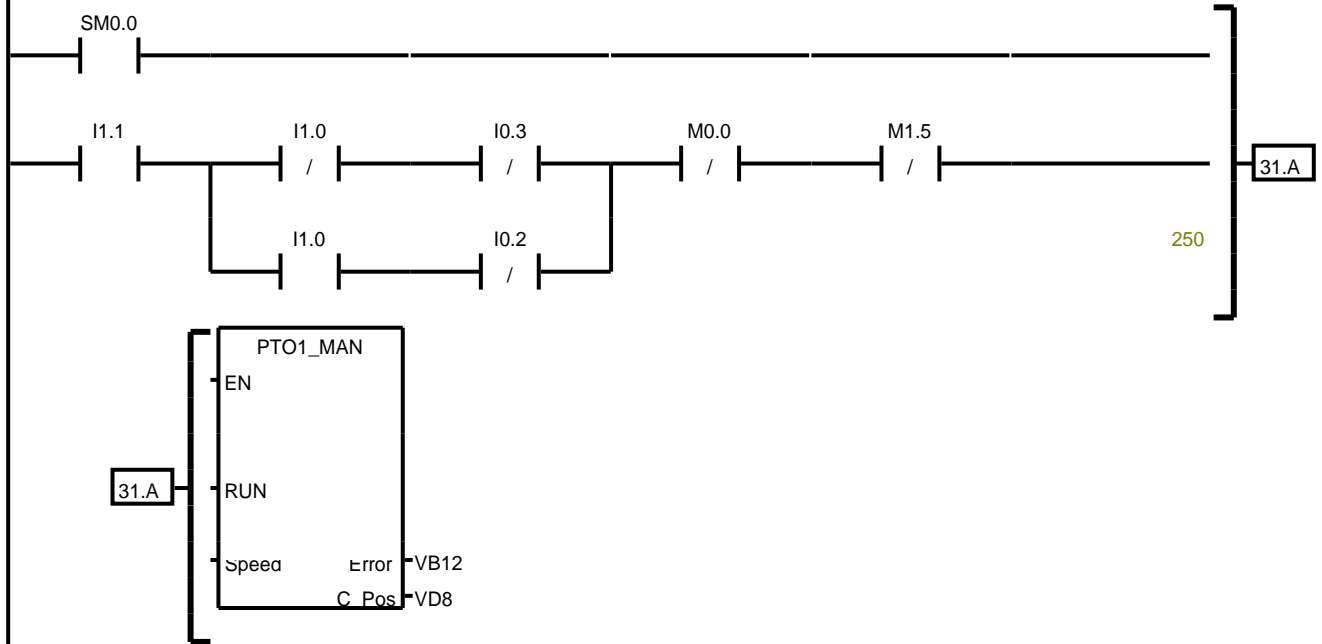 SM0.0
I1.1 I1.0 I0.3 M0.0 M1.5
/ / / /
31.A
I1.0 I0.2
250
/
PTO1_MAN
EN
31.A
RUN
Speed Error VB12
C_Pos VD8